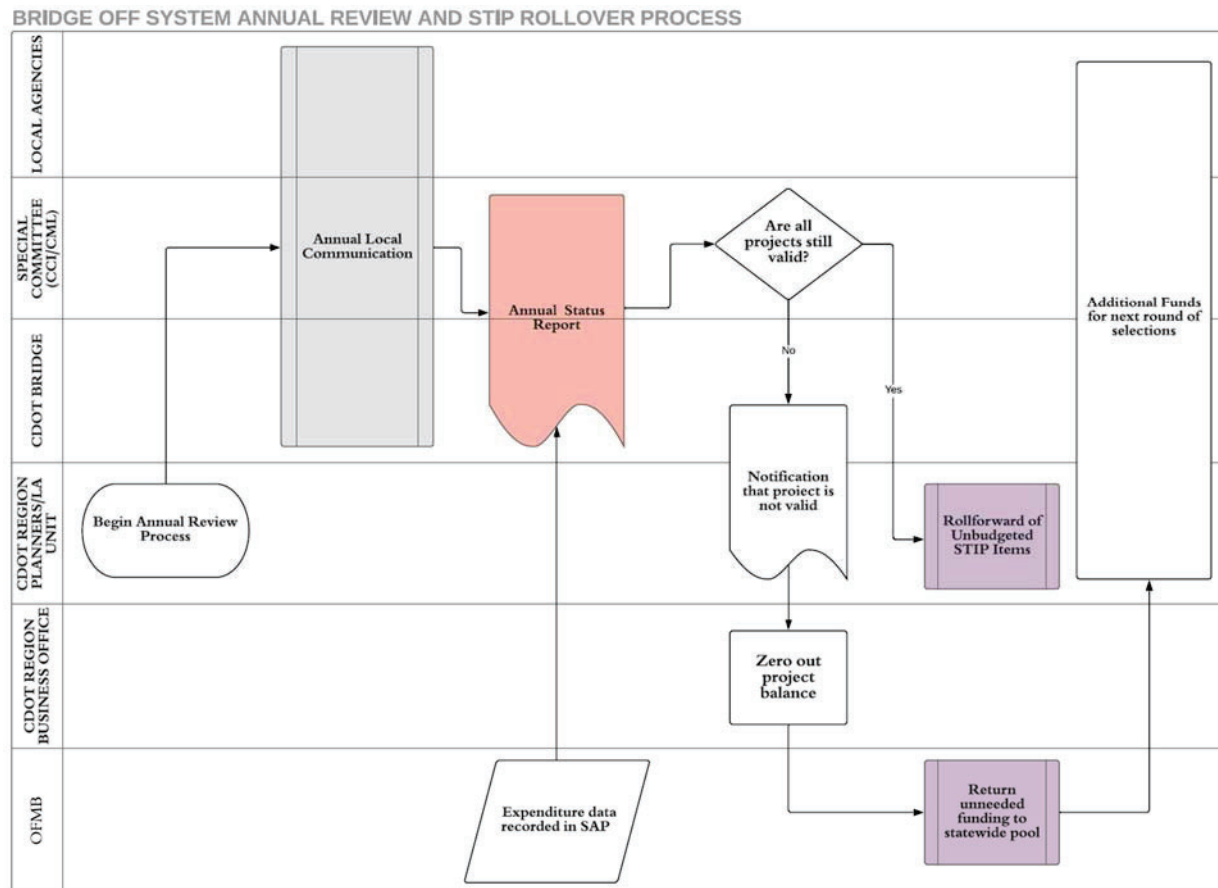 BRIDGE OFF SYSTEM ANNUAL REVIEW AND STIP ROLLOVER PROCESS
LOCAL AGENCIES
SPECIAL
COMMITTEE
(CCI/CML)
Annual Local
Communication
Annual Status
Report
Are all
projects still
valid?
Additional Funds
for next round of
selections
CDOT BRIDGE
No
Yes
CDOT REGION
PLANNERS/LA
UNIT
Begin Annual Review
Process
Notification
that project is
not valid
Rollforward of
Unbudgeted
STIP Items
CDOT REGION
BUSINESS OFFICE
Zero out
project
balance
OFMB
Expenditure data
recorded in SAP
Return
unneeded
funding to
statewide pool